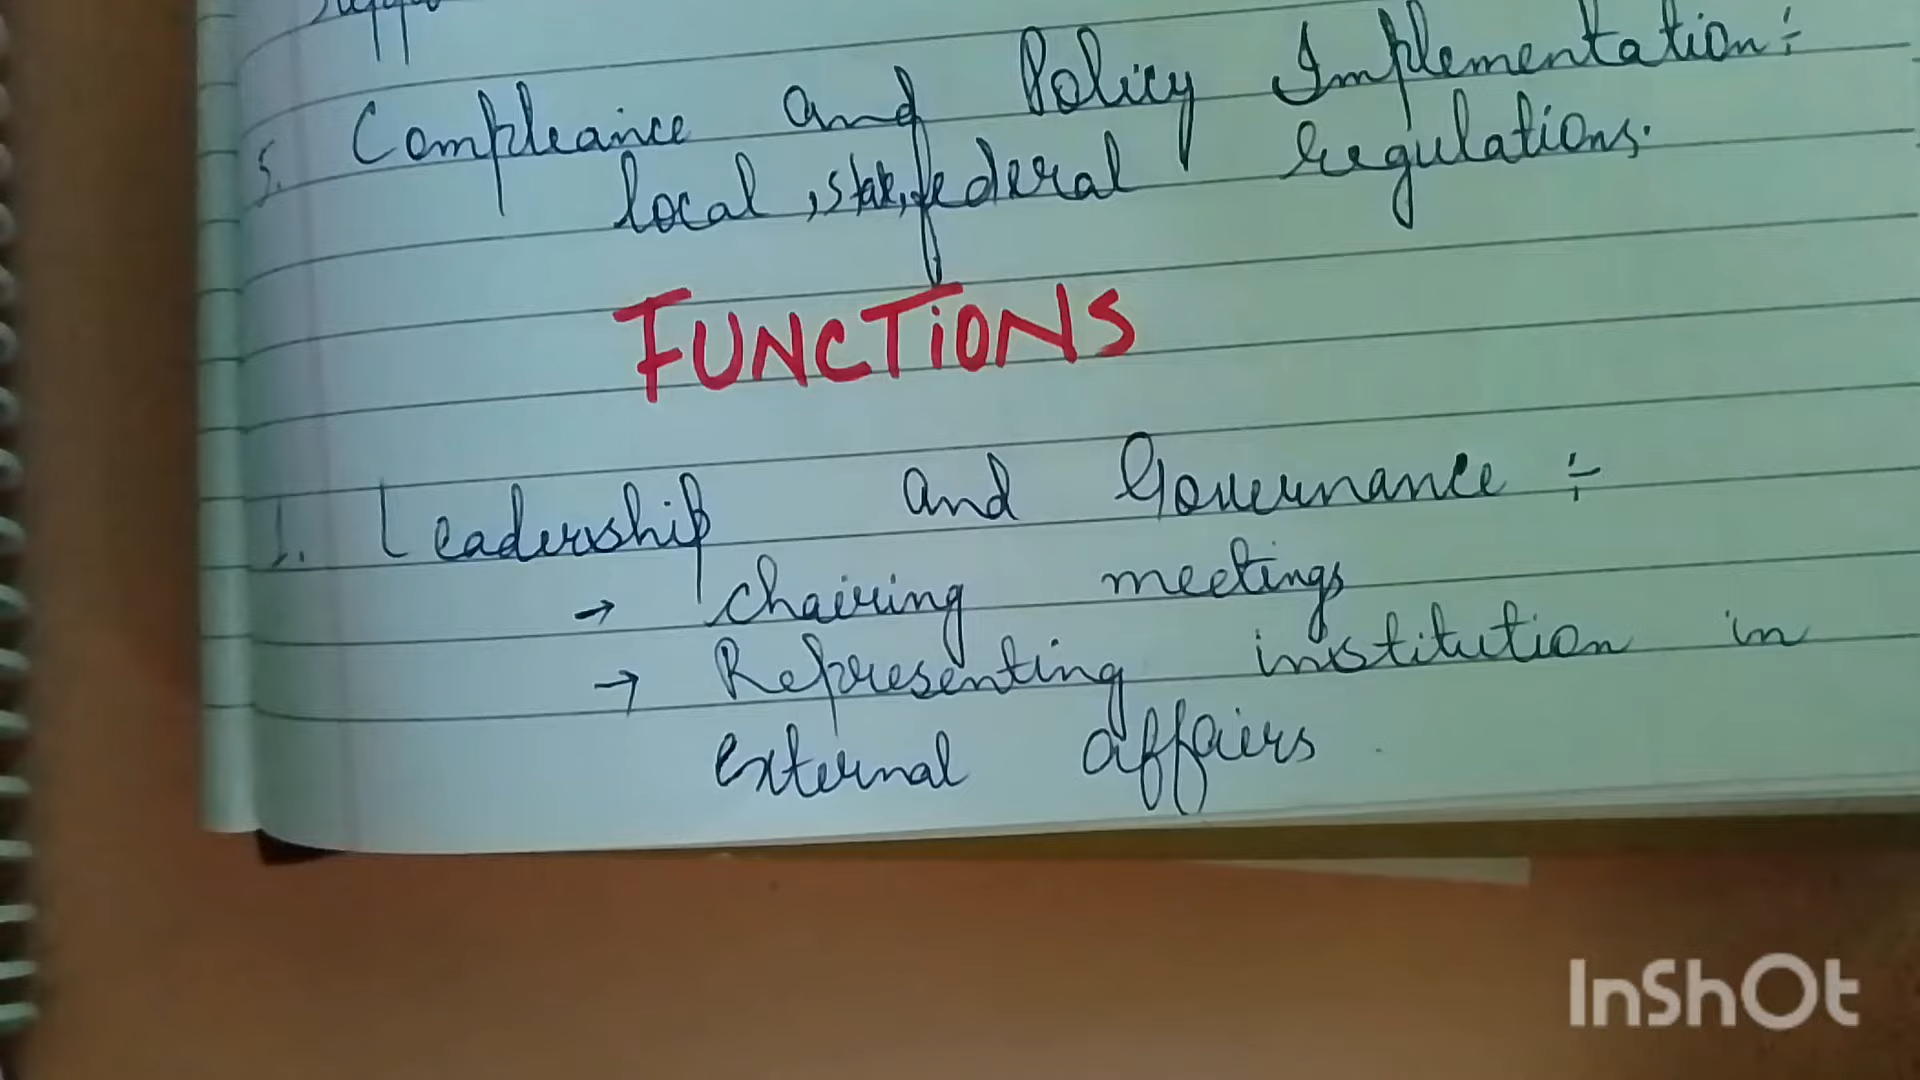 5. Compleaince and Policy Implementation:-
local, state, federal regulations.
FUNCTiONS
1. Leadership and Governance :-
→ chairing meetings
→ Representing institution in
external affairs.
InShOt